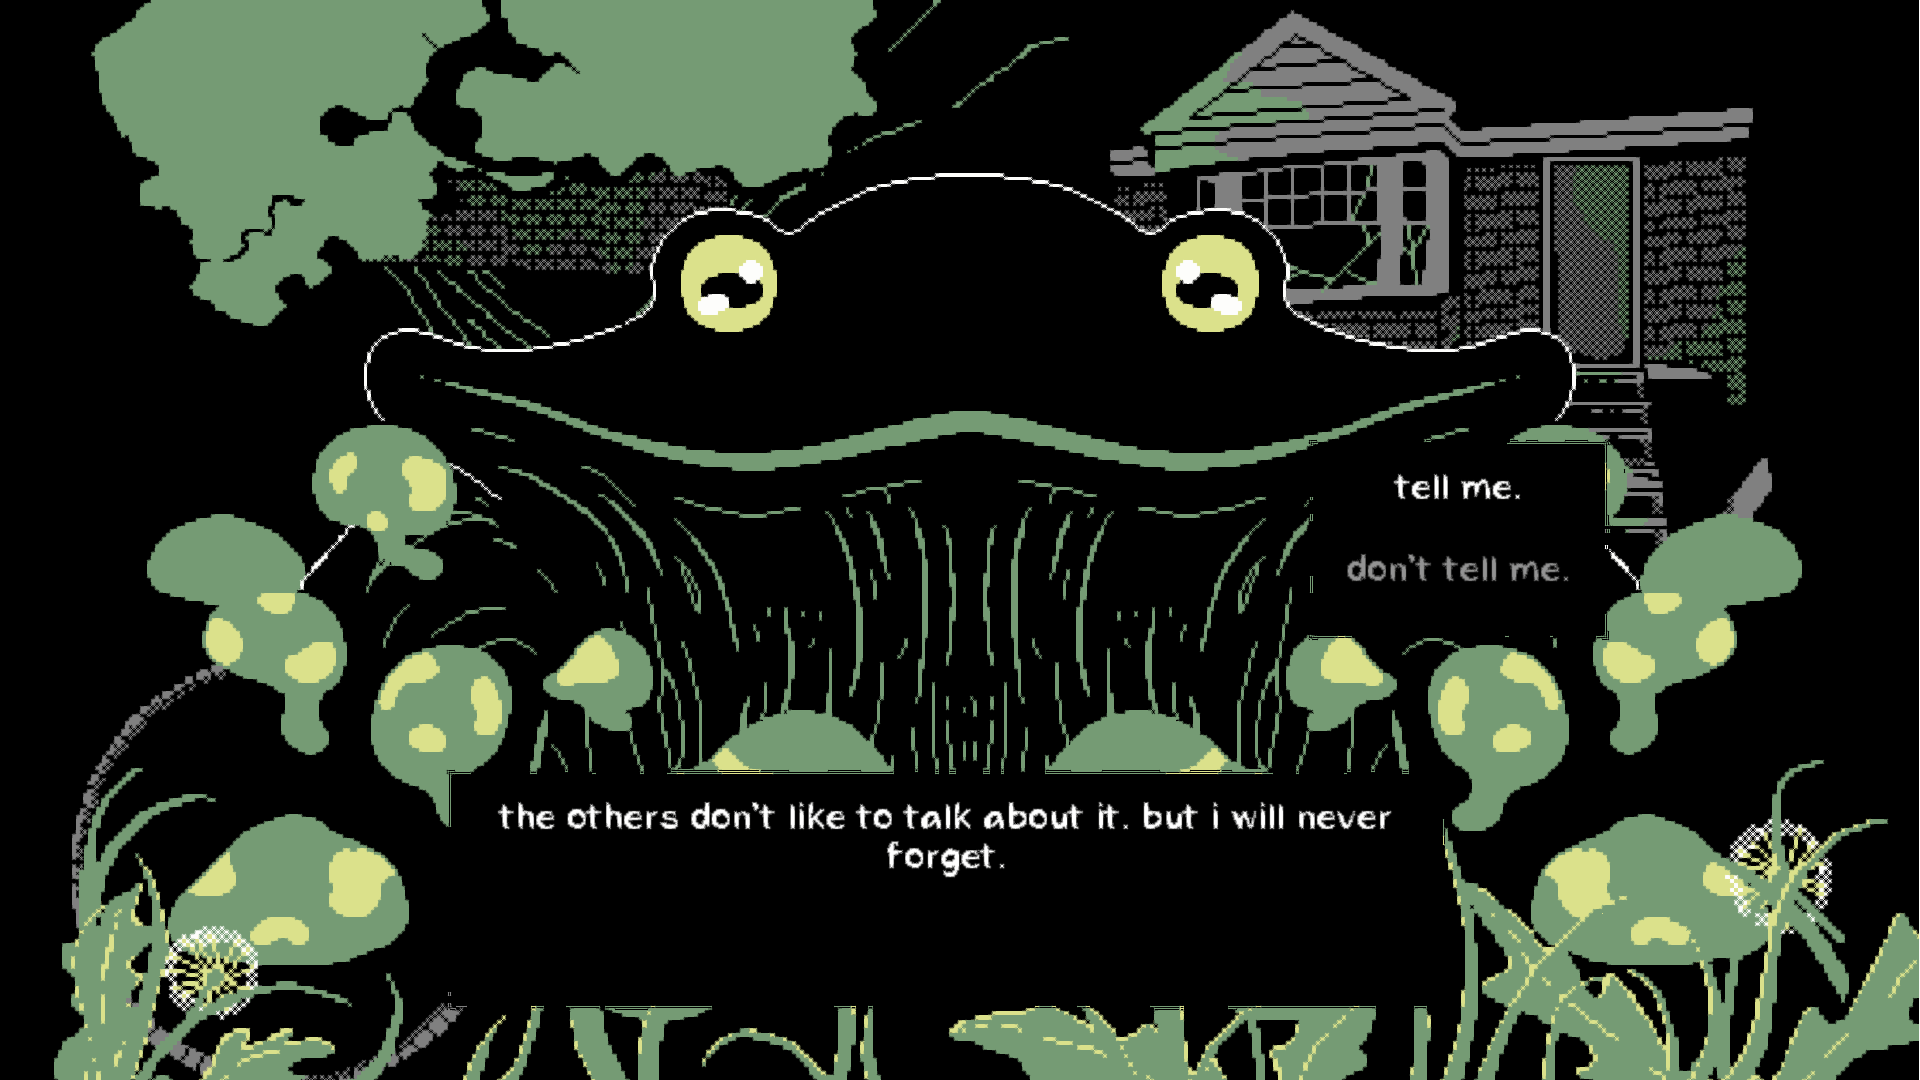 tell me.
don't tell me.
the others don't like to talk about it. but i will never
forget.